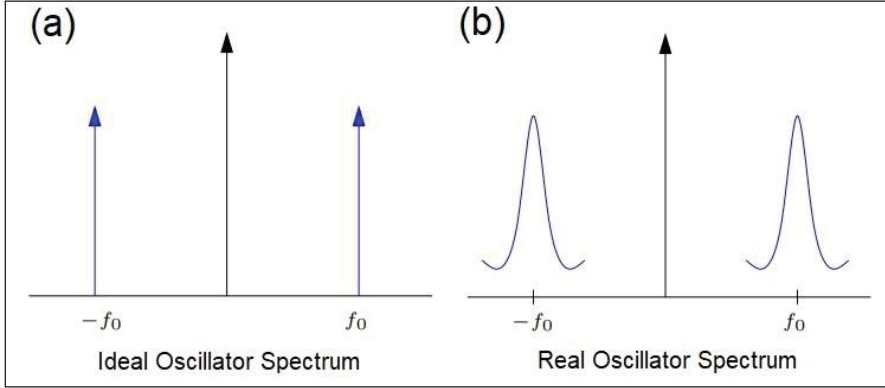 (a)
-f₀
f₀
Ideal Oscillator Spectrum
(b)
-f₀
f₀
Real Oscillator Spectrum